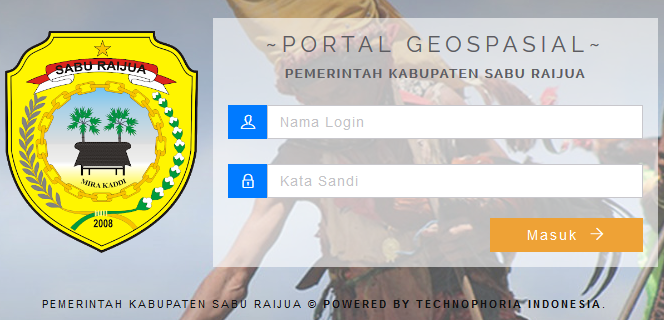 SABU RAIJUA
MIRA KADDI
2008
~PORTAL GEOSPASIAL~
PEMERINTAH KABUPATEN SABU RAIJUA
Nama Login
Kata Sandi
Masuk →
PEMERINTAH KABUPATEN SABU RAIJUA © POWERED BY TECHNOPHORIA INDONESIA.